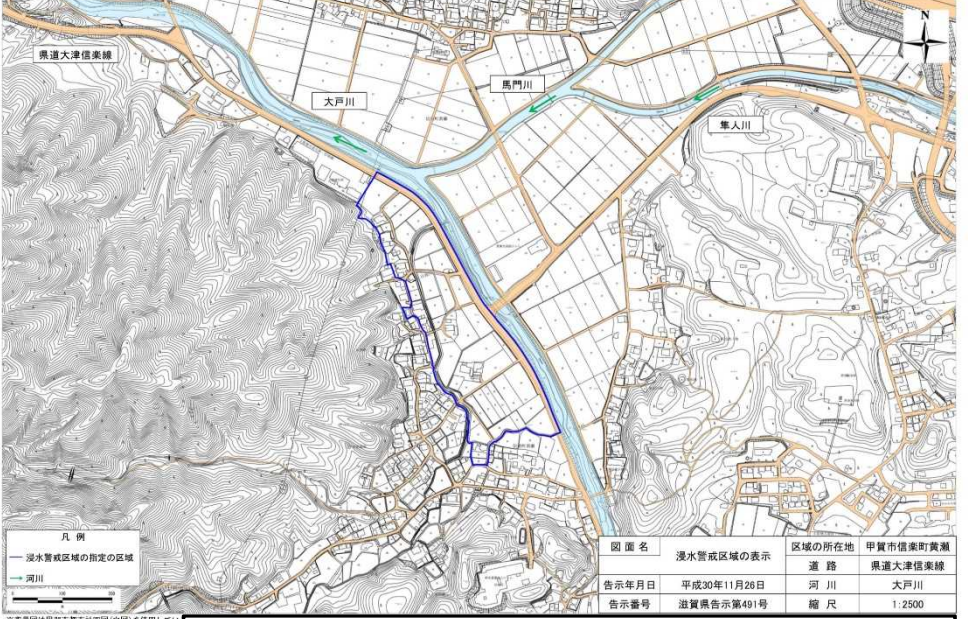 N
県道大津信楽線
馬門川
大戸川
隼人川
凡 例
浸水警戒区域の指定の区域
河川
図 面 名
浸水警戒区域の表示
区域の所在地
甲賀市信楽町黄瀬
道 路
県道大津信楽線
告示年月日
平成30年11月26日
河 川
大戸川
告示番号
滋賀県告示第491号
縮 尺
1:2500